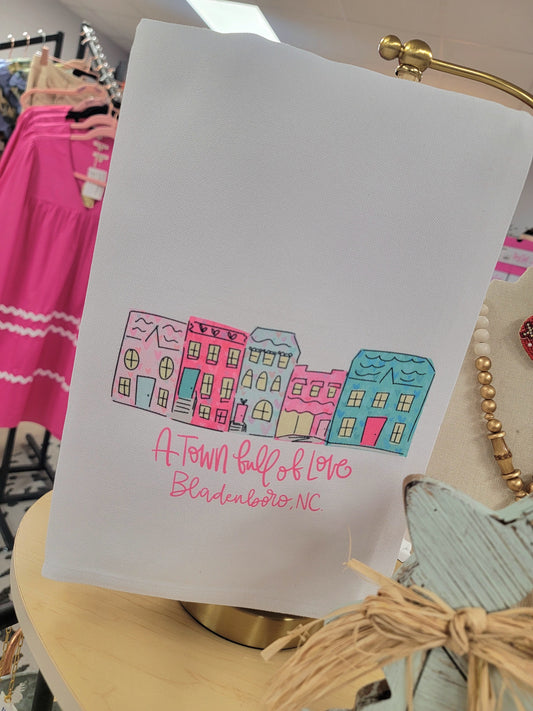 A Town full of Love
Bladenboro, NC.